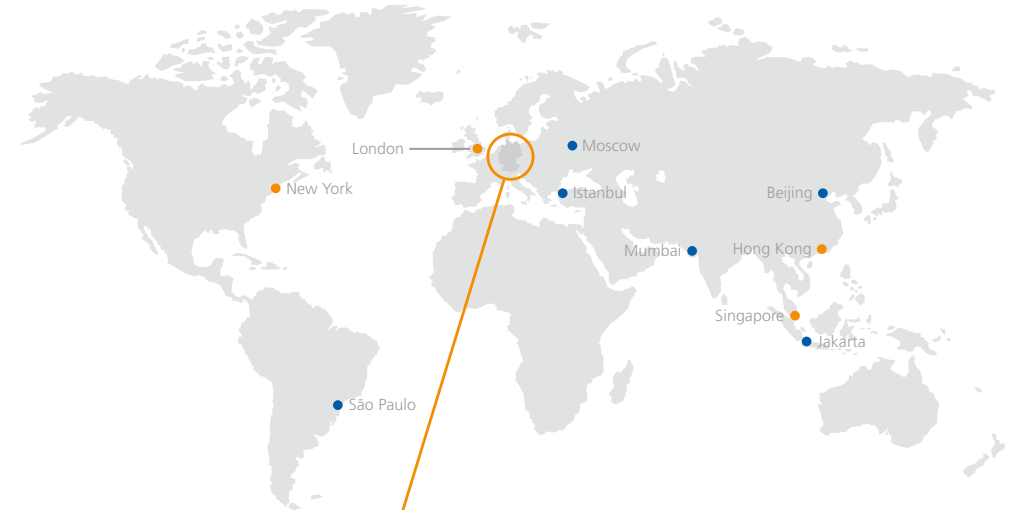 London
Moscow
New York
Istanbul
Beijing
Mumbai
Hong Kong
Singapore
Jakarta
São Paulo